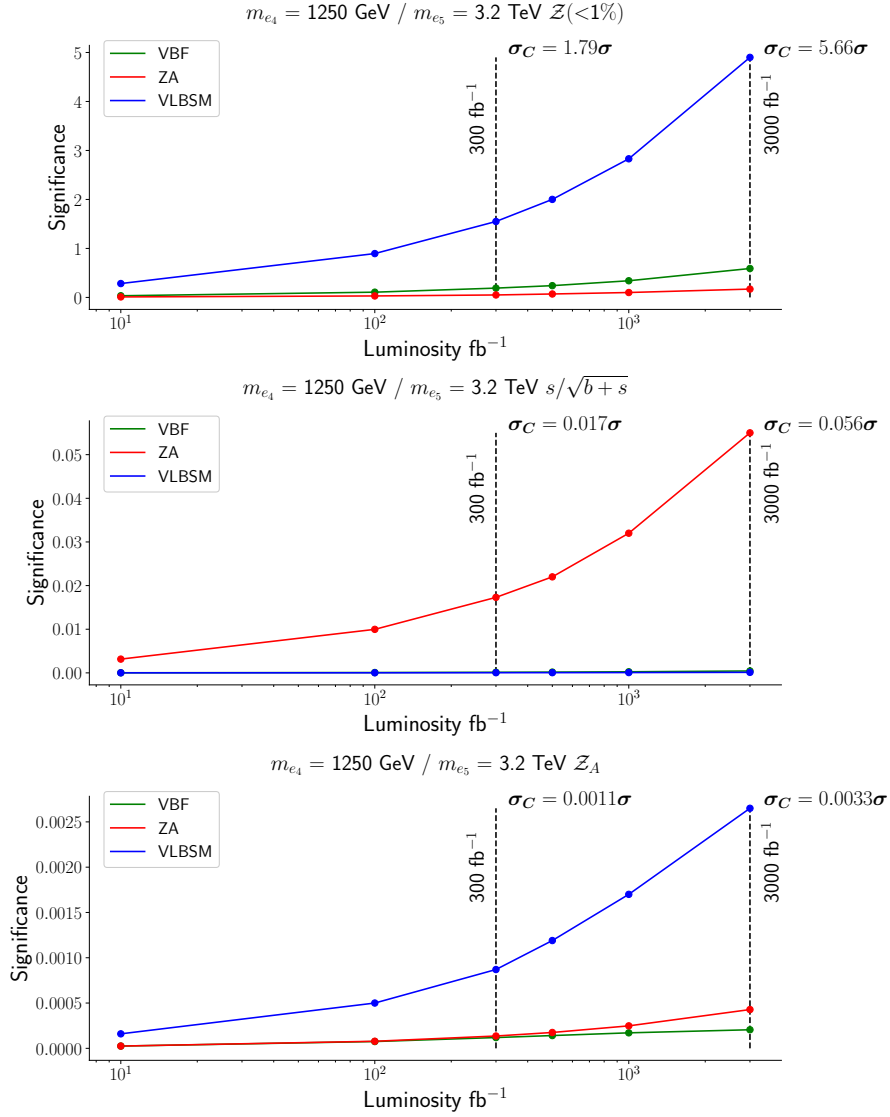 m_{e_4} = 1250 GeV / m_{e_5} = 3.2 TeV 𝒵(<1%)
VBF
ZA
VLBSM
σ_C = 1.79σ
σ_C = 5.66σ
300 fb⁻¹
3000 fb⁻¹
Significance
5
4
3
2
1
0
10¹
10²
10³
Luminosity fb⁻¹
m_{e_4} = 1250 GeV / m_{e_5} = 3.2 TeV s/√(b + s)
VBF
ZA
VLBSM
σ_C = 0.017σ
σ_C = 0.056σ
300 fb⁻¹
3000 fb⁻¹
Significance
0.05
0.04
0.03
0.02
0.01
0.00
10¹
10²
10³
Luminosity fb⁻¹
m_{e_4} = 1250 GeV / m_{e_5} = 3.2 TeV 𝒵_A
VBF
ZA
VLBSM
σ_C = 0.0011σ
σ_C = 0.0033σ
300 fb⁻¹
3000 fb⁻¹
Significance
0.0025
0.0020
0.0015
0.0010
0.0005
0.0000
10¹
10²
10³
Luminosity fb⁻¹